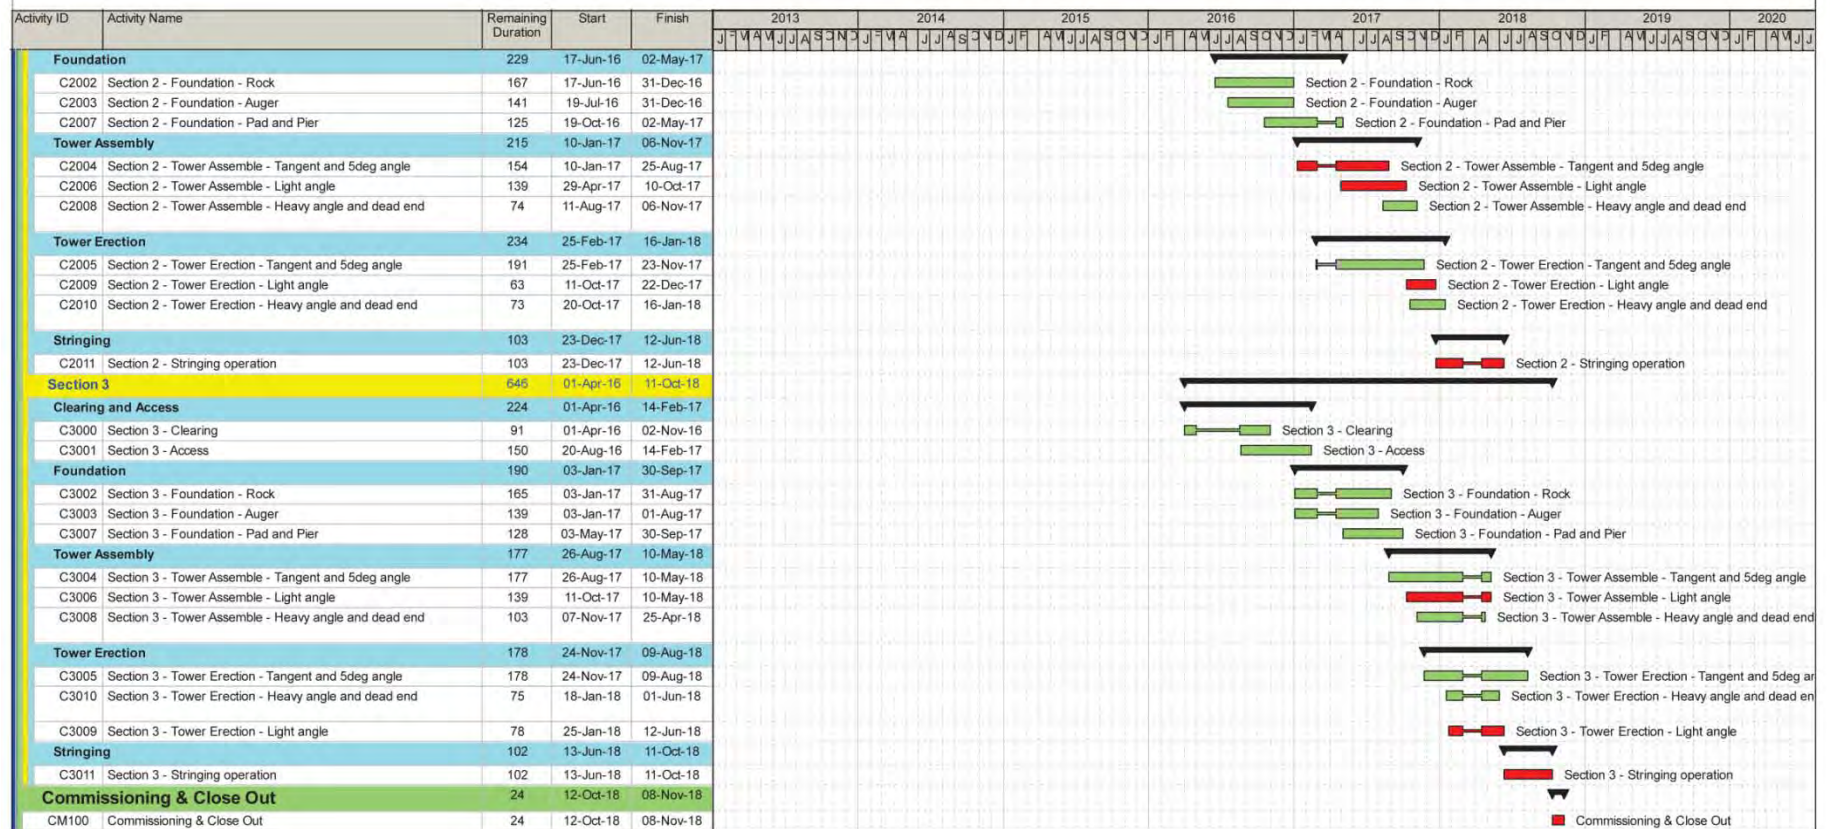 Activity ID Activity Name Remaining Duration Start Finish 2013 2014 2015 2016 2017 2018 2019 2020
Foundation 229 17-Jun-16 02-May-17
C2002 Section 2 - Foundation - Rock 167 17-Jun-16 31-Dec-16 Section 2 - Foundation - Rock
C2003 Section 2 - Foundation - Auger 141 19-Jul-16 31-Dec-16 Section 2 - Foundation - Auger
C2007 Section 2 - Foundation - Pad and Pier 125 19-Oct-16 02-May-17 Section 2 - Foundation - Pad and Pier
Tower Assembly 215 10-Jan-17 06-Nov-17
C2004 Section 2 - Tower Assemble - Tangent and 5deg angle 154 10-Jan-17 25-Aug-17 Section 2 - Tower Assemble - Tangent and 5deg angle
C2006 Section 2 - Tower Assemble - Light angle 139 29-Apr-17 10-Oct-17 Section 2 - Tower Assemble - Light angle
C2008 Section 2 - Tower Assemble - Heavy angle and dead end 74 11-Aug-17 06-Nov-17 Section 2 - Tower Assemble - Heavy angle and dead end
Tower Erection 234 25-Feb-17 16-Jan-18
C2005 Section 2 - Tower Erection - Tangent and 5deg angle 191 25-Feb-17 23-Nov-17 Section 2 - Tower Erection - Tangent and 5deg angle
C2009 Section 2 - Tower Erection - Light angle 63 11-Oct-17 22-Dec-17 Section 2 - Tower Erection - Light angle
C2010 Section 2 - Tower Erection - Heavy angle and dead end 73 20-Oct-17 16-Jan-18 Section 2 - Tower Erection - Heavy angle and dead end
Stringing 103 23-Dec-17 12-Jun-18
C2011 Section 2 - Stringing operation 103 23-Dec-17 12-Jun-18 Section 2 - Stringing operation
Section 3 646 01-Apr-16 11-Oct-18
Clearing and Access 224 01-Apr-16 14-Feb-17
C3000 Section 3 - Clearing 91 01-Apr-16 02-Nov-16 Section 3 - Clearing
C3001 Section 3 - Access 150 20-Aug-16 14-Feb-17 Section 3 - Access
Foundation 190 03-Jan-17 30-Sep-17
C3002 Section 3 - Foundation - Rock 165 03-Jan-17 31-Aug-17 Section 3 - Foundation - Rock
C3003 Section 3 - Foundation - Auger 139 03-Jan-17 01-Aug-17 Section 3 - Foundation - Auger
C3007 Section 3 - Foundation - Pad and Pier 128 03-May-17 30-Sep-17 Section 3 - Foundation - Pad and Pier
Tower Assembly 177 26-Aug-17 10-May-18
C3004 Section 3 - Tower Assemble - Tangent and 5deg angle 177 26-Aug-17 10-May-18 Section 3 - Tower Assemble - Tangent and 5deg angle
C3006 Section 3 - Tower Assemble - Light angle 139 11-Oct-17 10-May-18 Section 3 - Tower Assemble - Light angle
C3008 Section 3 - Tower Assemble - Heavy angle and dead end 103 07-Nov-17 25-Apr-18 Section 3 - Tower Assemble - Heavy angle and dead end
Tower Erection 178 24-Nov-17 09-Aug-18
C3005 Section 3 - Tower Erection - Tangent and 5deg angle 178 24-Nov-17 09-Aug-18 Section 3 - Tower Erection - Tangent and 5deg ar
C3010 Section 3 - Tower Erection - Heavy angle and dead end 75 18-Jan-18 01-Jun-18 Section 3 - Tower Erection - Heavy angle and dead en
C3009 Section 3 - Tower Erection - Light angle 78 25-Jan-18 12-Jun-18 Section 3 - Tower Erection - Light angle
Stringing 102 13-Jun-18 11-Oct-18
C3011 Section 3 - Stringing operation 102 13-Jun-18 11-Oct-18 Section 3 - Stringing operation
Commissioning & Close Out 24 12-Oct-18 08-Nov-18
CM100 Commissioning & Close Out 24 12-Oct-18 08-Nov-18 Commissioning & Close Out